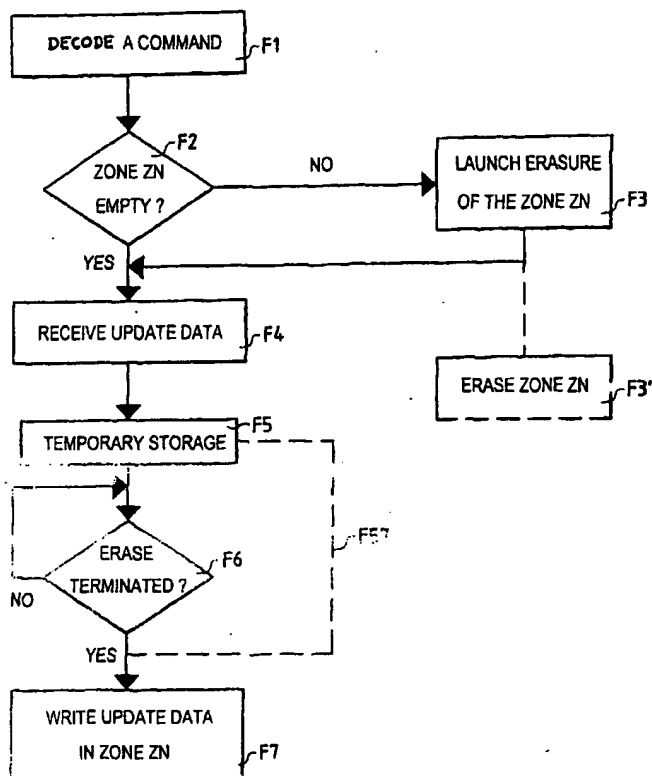 DECODE A COMMAND
F1
F2
ZONE ZN
EMPTY ?
NO
LAUNCH ERASURE
OF THE ZONE ZN
F3
YES
RECEIVE UPDATE DATA
F4
ERASE ZONE ZN
F3'
TEMPORARY STORAGE
F5
F57
ERASE
TERMINATED ?
F6
NO
YES
WRITE UPDATE DATA
IN ZONE ZN
F7